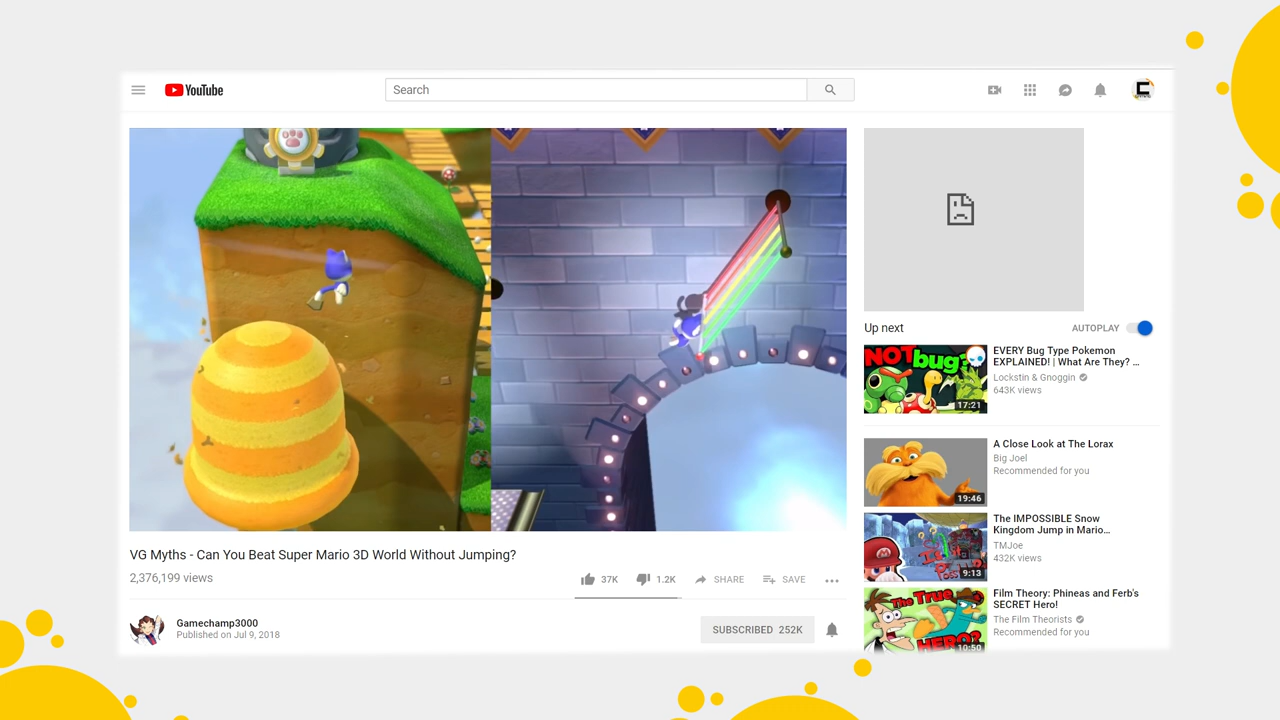 YouTube
Search
VG Myths - Can You Beat Super Mario 3D World Without Jumping?
2,376,199 views
37K
1.2K
SHARE
SAVE
Gamechamp3000
Published on Jul 9, 2018
SUBSCRIBED 252K
Up next
AUTOPLAY
NOT bug?
17:21
EVERY Bug Type Pokemon
EXPLAINED! | What Are They? ...
Lockstin & Gnoggin
643K views
19:46
A Close Look at The Lorax
Big Joel
Recommended for you
9:13
The IMPOSSIBLE Snow
Kingdom Jump in Mario...
TMJoe
432K views
The True
HERO?
10:50
Film Theory: Phineas and Ferb's
SECRET Hero!
The Film Theorists
Recommended for you